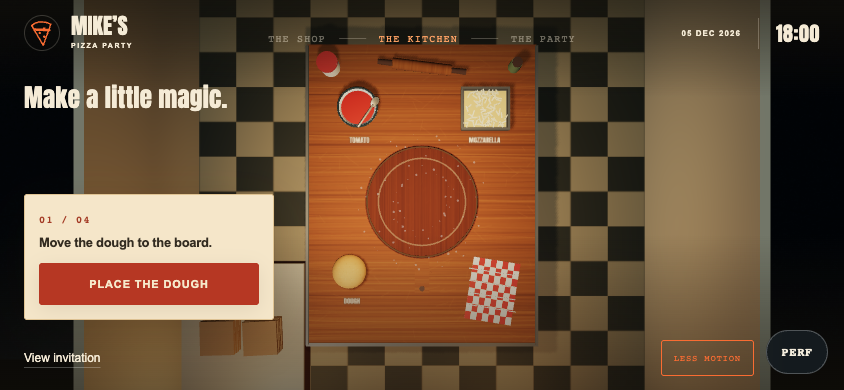 MIKE'S
PIZZA PARTY
THE SHOP
THE KITCHEN
THE PARTY
05 DEC 2026
18:00
Make a little magic.
TOMATO
MOZZARELLA
01 / 04
Move the dough to the board.
PLACE THE DOUGH
DOUGH
View invitation
LESS MOTION
PERF